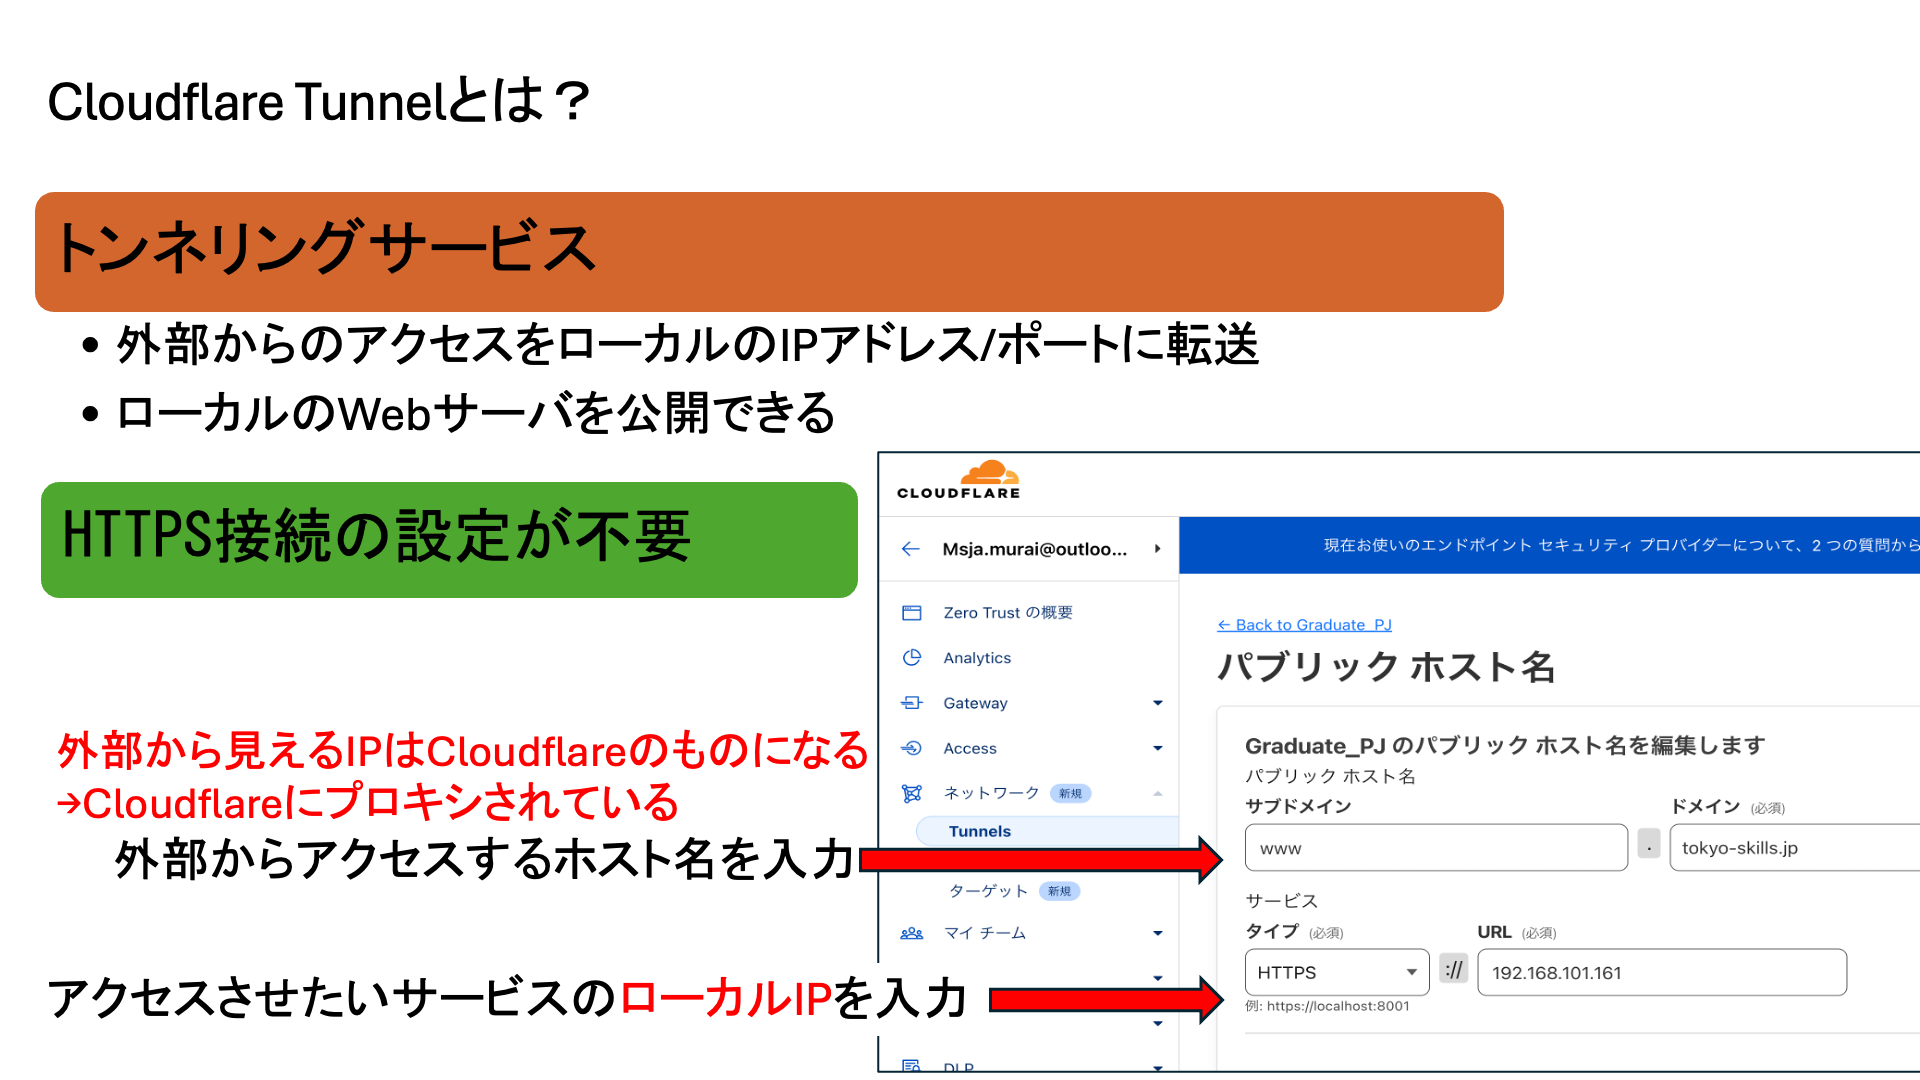 Cloudflare Tunnelとは？
トンネリングサービス
• 外部からのアクセスをローカルのIPアドレス/ポートに転送
• ローカルのWebサーバを公開できる
HTTPS接続の設定が不要
外部から見えるIPはCloudflareのものになる
→Cloudflareにプロキシされている
外部からアクセスするホスト名を入力
アクセスさせたいサービスのローカルIPを入力
CLOUDFLARE
Msja.murai@outloo...
Zero Trust の概要
Analytics
Gateway
Access
ネットワーク 新規
Tunnels
ターゲット 新規
マイ チーム
DLP
現在お使いのエンドポイント セキュリティ プロバイダーについて、2 つの質問から
← Back to Graduate_PJ
パブリック ホスト名
Graduate_PJ のパブリック ホスト名を編集します
パブリック ホスト名
サブドメイン ドメイン (必須)
www . tokyo-skills.jp
サービス
タイプ (必須) URL (必須)
HTTPS :// 192.168.101.161
例: https://localhost:8001